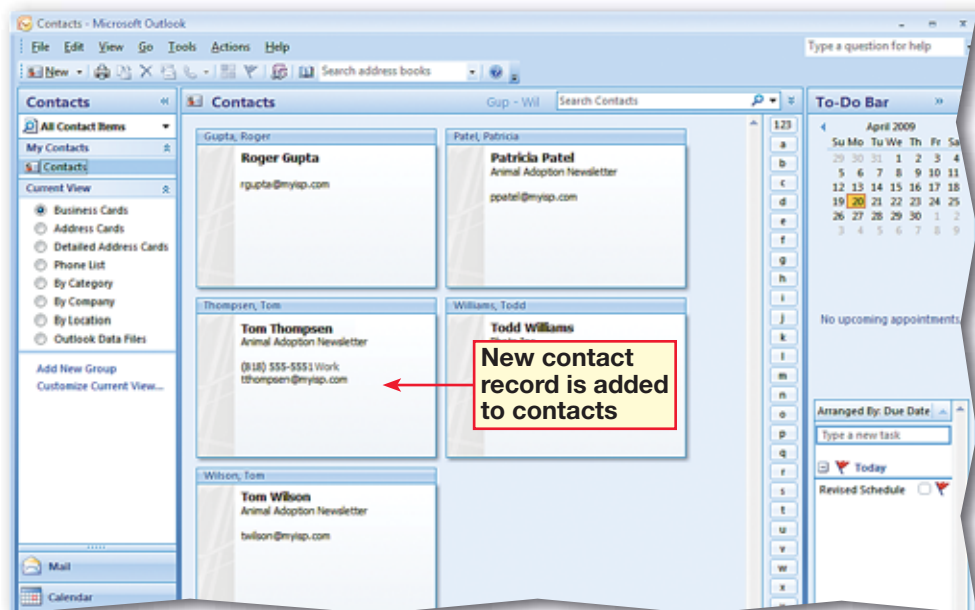 Contacts - Microsoft Outlook
File Edit View Go Tools Actions Help
Type a question for help
New
Search address books
Contacts
All Contact Items
My Contacts
Contacts
Current View
Business Cards
Address Cards
Detailed Address Cards
Phone List
By Category
By Company
By Location
Outlook Data Files
Add New Group
Customize Current View...
Mail
Calendar
Contacts
Gup - Wil
Search Contacts
Gupta, Roger
Roger Gupta
rgupta@myisp.com
Patel, Patricia
Patricia Patel
Animal Adoption Newsletter
ppatel@myisp.com
Thompsen, Tom
Tom Thompsen
Animal Adoption Newsletter
(818) 555-5551 Work
tthompsen@myisp.com
Williams, Todd
Todd Williams
New contact
record is added
to contacts
Wilson, Tom
Tom Wilson
Animal Adoption Newsletter
twilson@myisp.com
123
a
b
c
d
e
f
g
h
i
j
k
l
m
n
o
p
q
r
s
t
u
v
w
x
To-Do Bar
April 2009
Su Mo Tu We Th Fr Sa
29 30 31 1 2 3 4
5 6 7 8 9 10 11
12 13 14 15 16 17 18
19 20 21 22 23 24 25
26 27 28 29 30 1 2
3 4 5 6 7 8 9
No upcoming appointments.
Arranged By: Due Date
Type a new task
Today
Revised Schedule